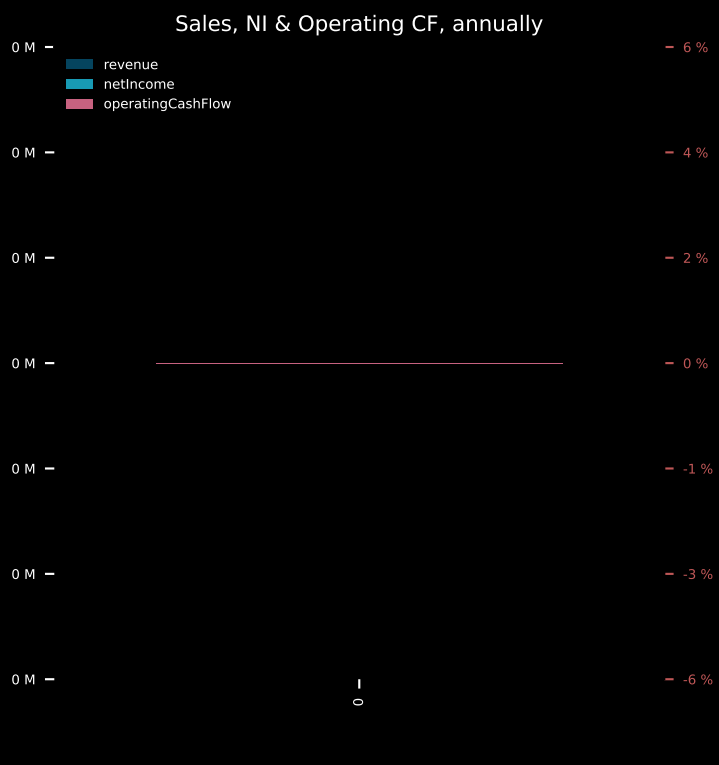 Sales, NI & Operating CF, annually
0 M
6 %
revenue
netIncome
operatingCashFlow
0 M
4 %
0 M
2 %
0 M
0 %
0 M
-1 %
0 M
-3 %
0 M
-6 %
0